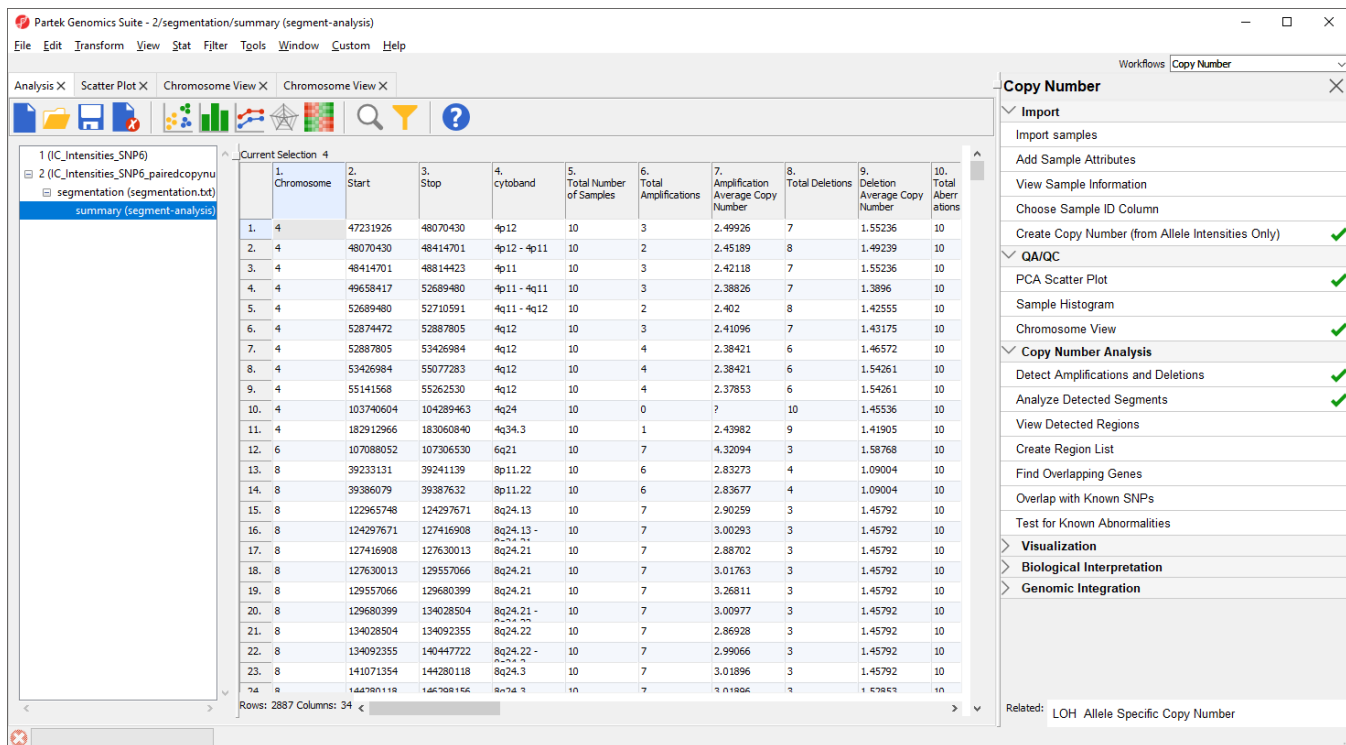 Partek Genomics Suite - 2/segmentation/summary (segment-analysis)
File Edit Transform View Stat Filter Tools Window Custom Help
Workflows Copy Number
Analysis X Scatter Plot X Chromosome View X Chromosome View X
1 (IC_Intensities_SNP6)
2 (IC_Intensities_SNP6_pairedcopynu
segmentation (segmentation.txt)
summary (segment-analysis)
Current Selection 4
1. Chromosome 2. Start 3. Stop 4. cytoband 5. Total Number of Samples 6. Total Amplifications 7. Amplification Average Copy Number 8. Total Deletions 9. Deletion Average Copy Number 10. Total Aberr ations
1. 4 47231926 48070430 4p12 10 3 2.49926 7 1.55236 10
2. 4 48070430 48414701 4p12 - 4p11 10 2 2.45189 8 1.49239 10
3. 4 48414701 48814423 4p11 10 3 2.42118 7 1.55236 10
4. 4 49658417 52689480 4p11 - 4q11 10 3 2.38826 7 1.3896 10
5. 4 52689480 52710591 4q11 - 4q12 10 2 2.402 8 1.42555 10
6. 4 52874472 52887805 4q12 10 3 2.41096 7 1.43175 10
7. 4 52887805 53426984 4q12 10 4 2.38421 6 1.46572 10
8. 4 53426984 55077283 4q12 10 4 2.38421 6 1.54261 10
9. 4 55141568 55262530 4q12 10 4 2.37853 6 1.54261 10
10. 4 103740604 104289463 4q24 10 0 ? 10 1.45536 10
11. 4 182912966 183060840 4q34.3 10 1 2.43982 9 1.41905 10
12. 6 107088052 107306530 6q21 10 7 4.32094 3 1.58768 10
13. 8 39233131 39241139 8p11.22 10 6 2.83273 4 1.09004 10
14. 8 39386079 39387632 8p11.22 10 6 2.83677 4 1.09004 10
15. 8 122965748 124297671 8q24.13 10 7 2.90259 3 1.45792 10
16. 8 124297671 127416908 8q24.13 - 10 7 3.00293 3 1.45792 10
17. 8 127416908 127630013 8q24.21 10 7 2.88702 3 1.45792 10
18. 8 127630013 129557066 8q24.21 10 7 3.01763 3 1.45792 10
19. 8 129557066 129680399 8q24.21 10 7 3.26811 3 1.45792 10
20. 8 129680399 134028504 8q24.21 - 10 7 3.00977 3 1.45792 10
21. 8 134028504 134092355 8q24.22 10 7 2.86928 3 1.45792 10
22. 8 134092355 140447722 8q24.22 - 10 7 2.99066 3 1.45792 10
23. 8 141071354 144280118 8q24.3 10 7 3.01896 3 1.45792 10
24. 8 144280118 146298156 8q24.3 10 7 3.01896 3 1.52853 10
Rows: 2887 Columns: 34
Copy Number
Import
Import samples
Add Sample Attributes
View Sample Information
Choose Sample ID Column
Create Copy Number (from Allele Intensities Only)
QA/QC
PCA Scatter Plot
Sample Histogram
Chromosome View
Copy Number Analysis
Detect Amplifications and Deletions
Analyze Detected Segments
View Detected Regions
Create Region List
Find Overlapping Genes
Overlap with Known SNPs
Test for Known Abnormalities
Visualization
Biological Interpretation
Genomic Integration
Related: LOH Allele Specific Copy Number